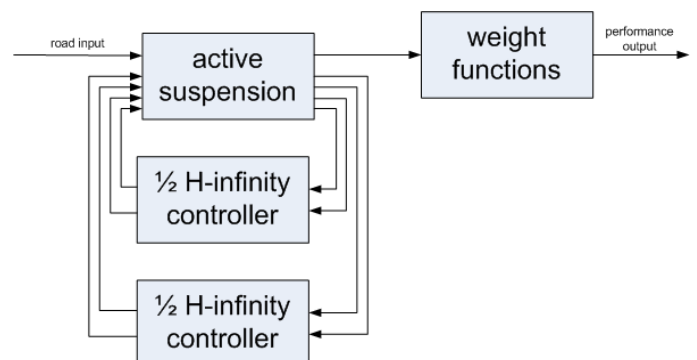 road input
active
suspension
weight
functions
performance
output
½ H-infinity
controller
½ H-infinity
controller